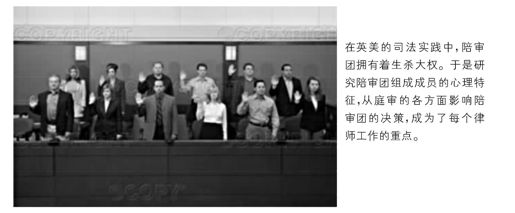 COPYRIGHT
COPYRIGHT
在英美的司法实践中，陪审
团拥有着生杀大权。于是研
究陪审团组成成员的心理特
征，从庭审的各方面影响陪
审团的决策，成为了每个律
师工作的重点。
COPY